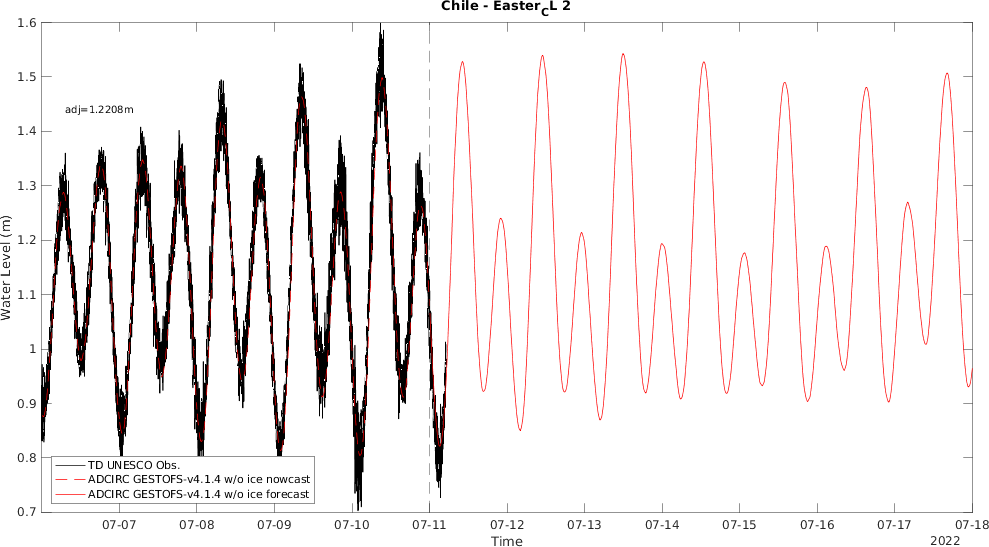 Chile - EasterCL 2
1.6
1.5
1.4
1.3
1.2
1.1
1
0.9
0.8
0.7
Water Level (m)
adj=1.2208m
TD UNESCO Obs.
ADCIRC GESTOFS-v4.1.4 w/o ice nowcast
ADCIRC GESTOFS-v4.1.4 w/o ice forecast
07-07 07-08 07-09 07-10 07-11 07-12 07-13 07-14 07-15 07-16 07-17 07-18
Time
2022